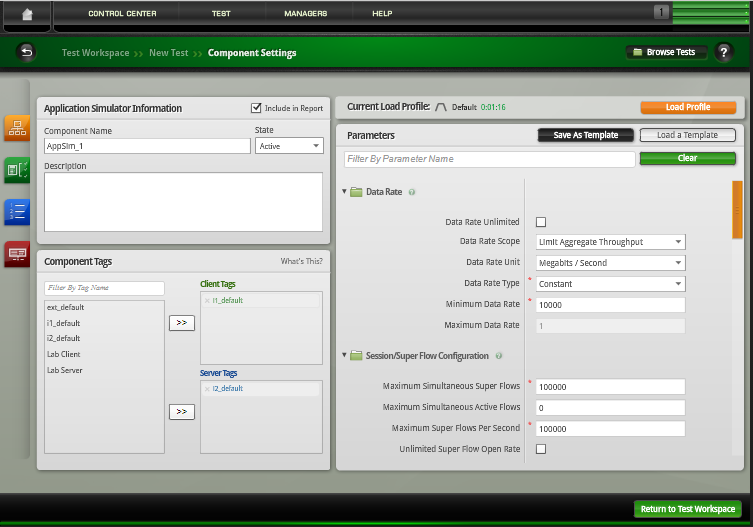 CONTROL CENTER TEST MANAGERS HELP 1
Test Workspace >> New Test >> Component Settings Browse Tests ?
Application Simulator Information Include in Report
Component Name State
AppSim_1 Active
Description
Component Tags What's This?
Filter By Tag Name
ext_default
i1_default
i2_default
Lab Client
Lab Server
>>
>>
Client Tags
× i1_default
Server Tags
× i2_default
Current Load Profile: Default 0:01:16 Load Profile
Parameters Save As Template Load a Template
Filter By Parameter Name Clear
Data Rate ?
Data Rate Unlimited
Data Rate Scope Limit Aggregate Throughput
Data Rate Unit Megabits / Second
Data Rate Type * Constant
Minimum Data Rate * 10000
Maximum Data Rate 1
Session/Super Flow Configuration ?
Maximum Simultaneous Super Flows * 100000
Maximum Simultaneous Active Flows 0
Maximum Super Flows Per Second * 100000
Unlimited Super Flow Open Rate
Return to Test Workspace